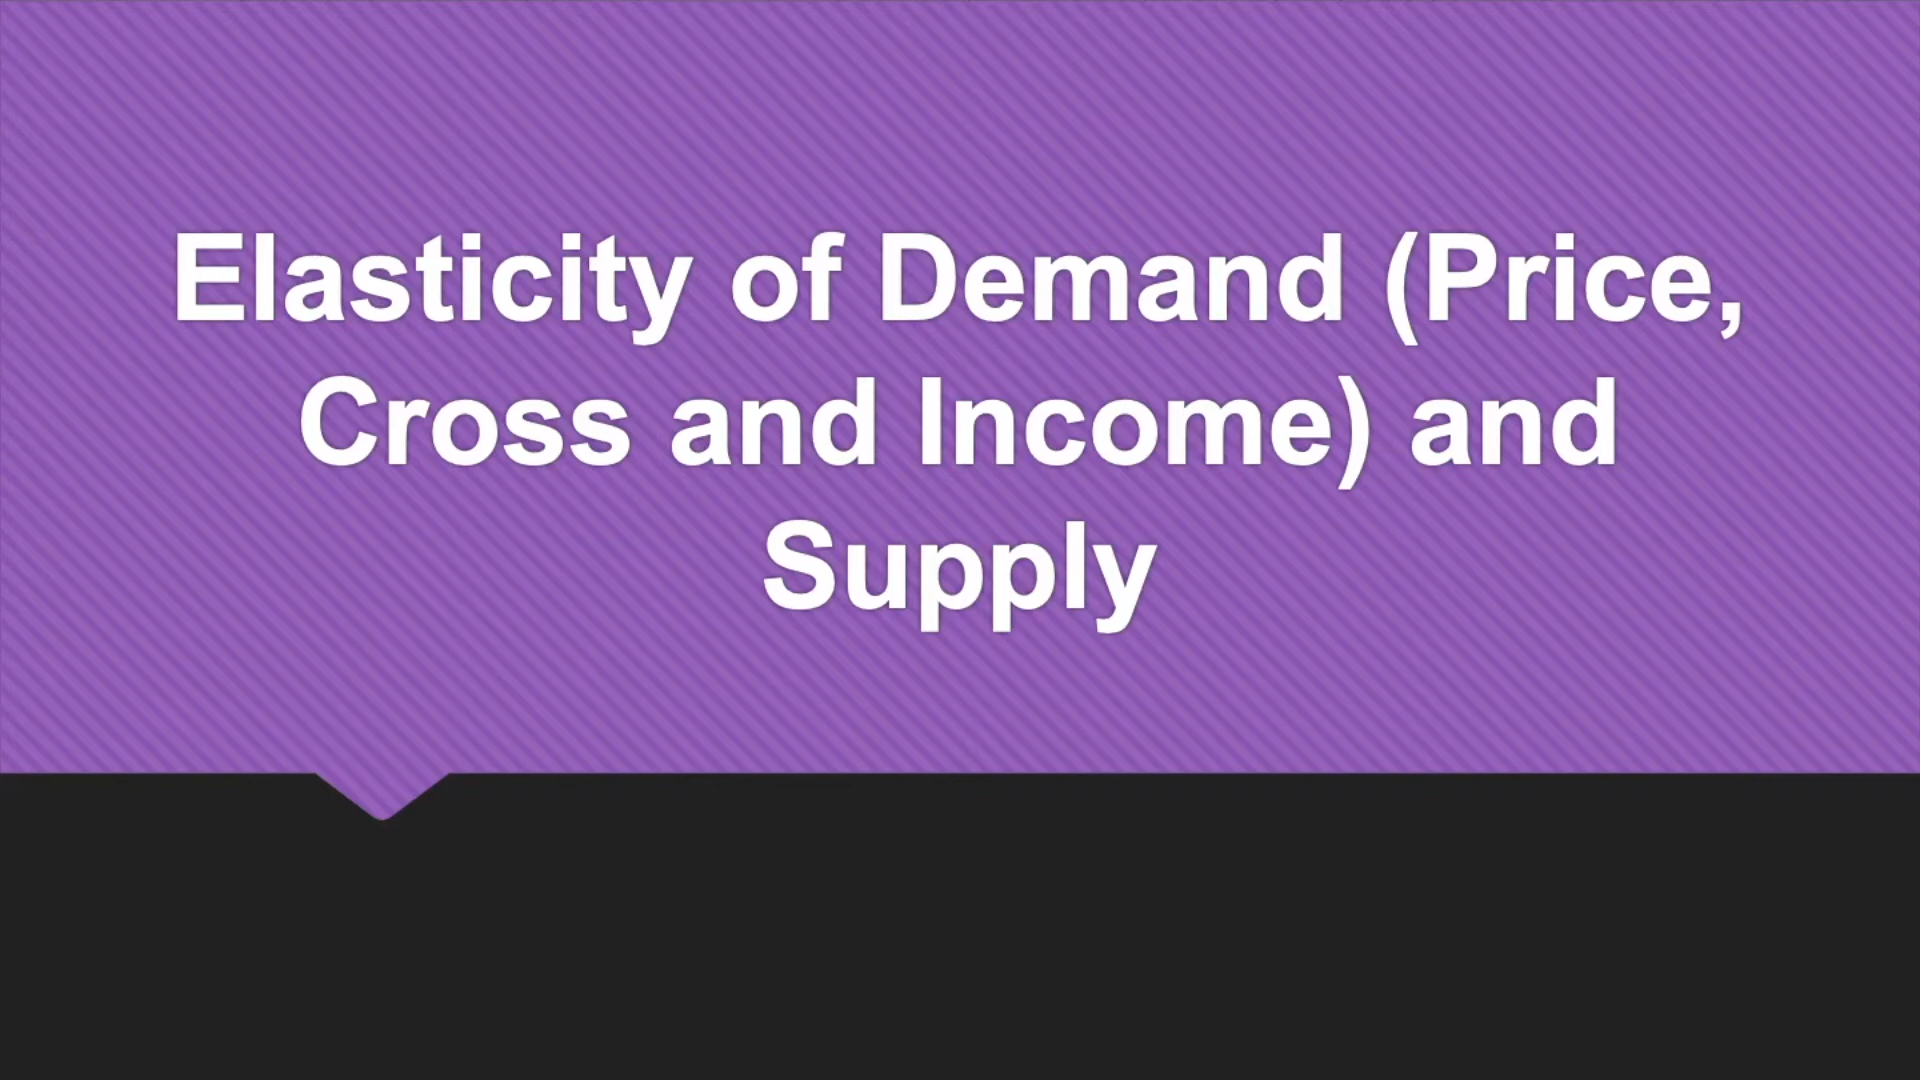 Elasticity of Demand (Price,
Cross and Income) and
Supply